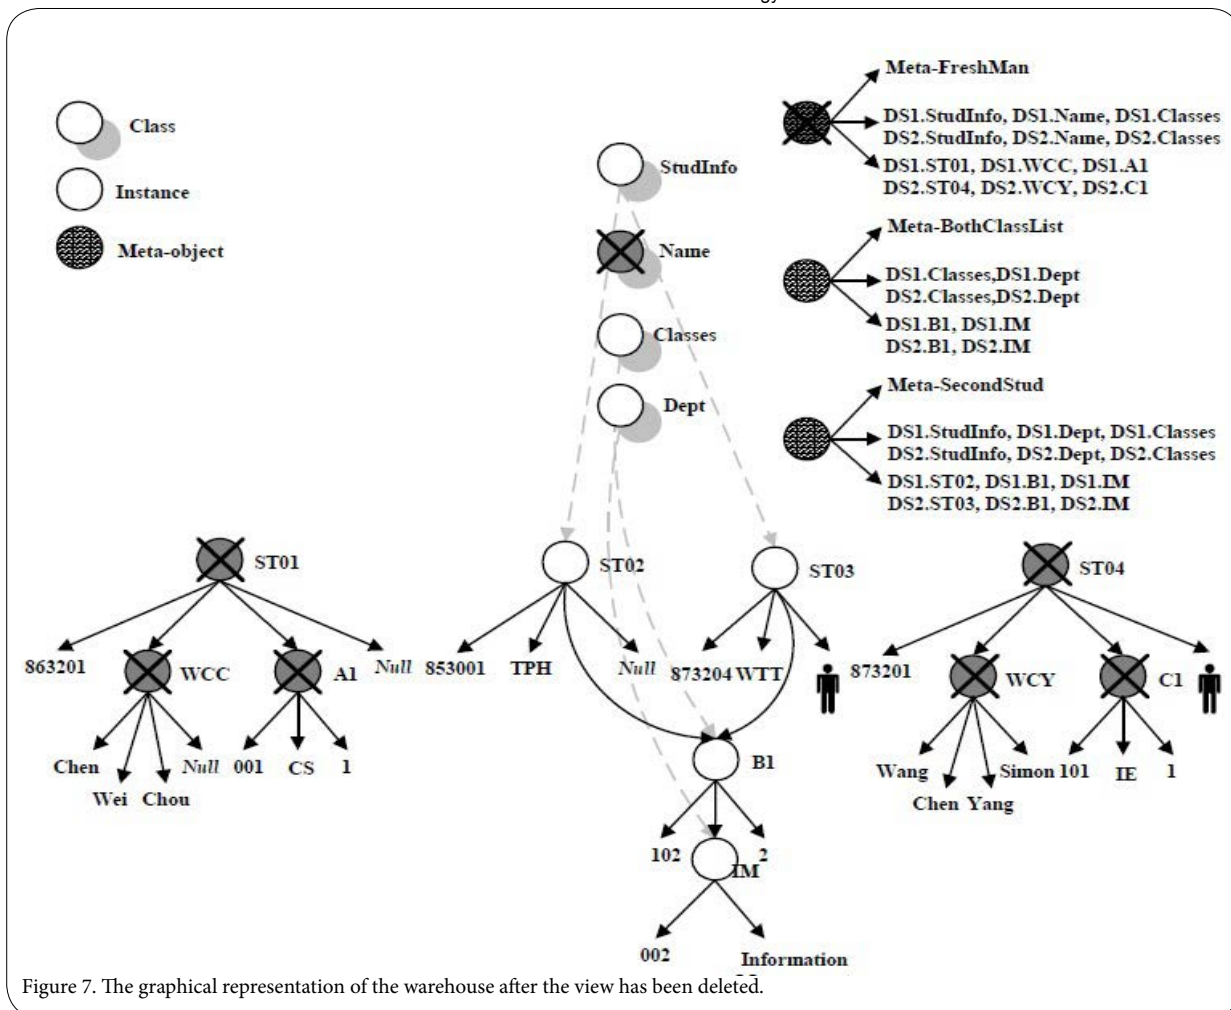 gy
Meta-FreshMan
Class
DS1.StudInfo, DS1.Name, DS1.Classes
DS2.StudInfo, DS2.Name, DS2.Classes
StudInfo
DS1.ST01, DS1.WCC, DS1.A1
DS2.ST04, DS2.WCY, DS2.C1
Instance
Meta-BothClassList
Meta-object
Name
DS1.Classes,DS1.Dept
DS2.Classes,DS2.Dept
Classes
DS1.B1, DS1.IM
DS2.B1, DS2.IM
Meta-SecondStud
Dept
DS1.StudInfo, DS1.Dept, DS1.Classes
DS2.StudInfo, DS2.Dept, DS2.Classes
DS1.ST02, DS1.B1, DS1.IM
DS2.ST03, DS2.B1, DS2.IM
ST01
ST02
ST03
ST04
863201
WCC
A1
Null
853001
TPH
Null
873204
WTT
873201
WCY
C1
Chen
Wei
Chou
Null
001
CS
1
B1
Wang
Chen
Yang
Simon
101
IE
1
102
2
IM
002
Information
Figure 7. The graphical representation of the warehouse after the view has been deleted.